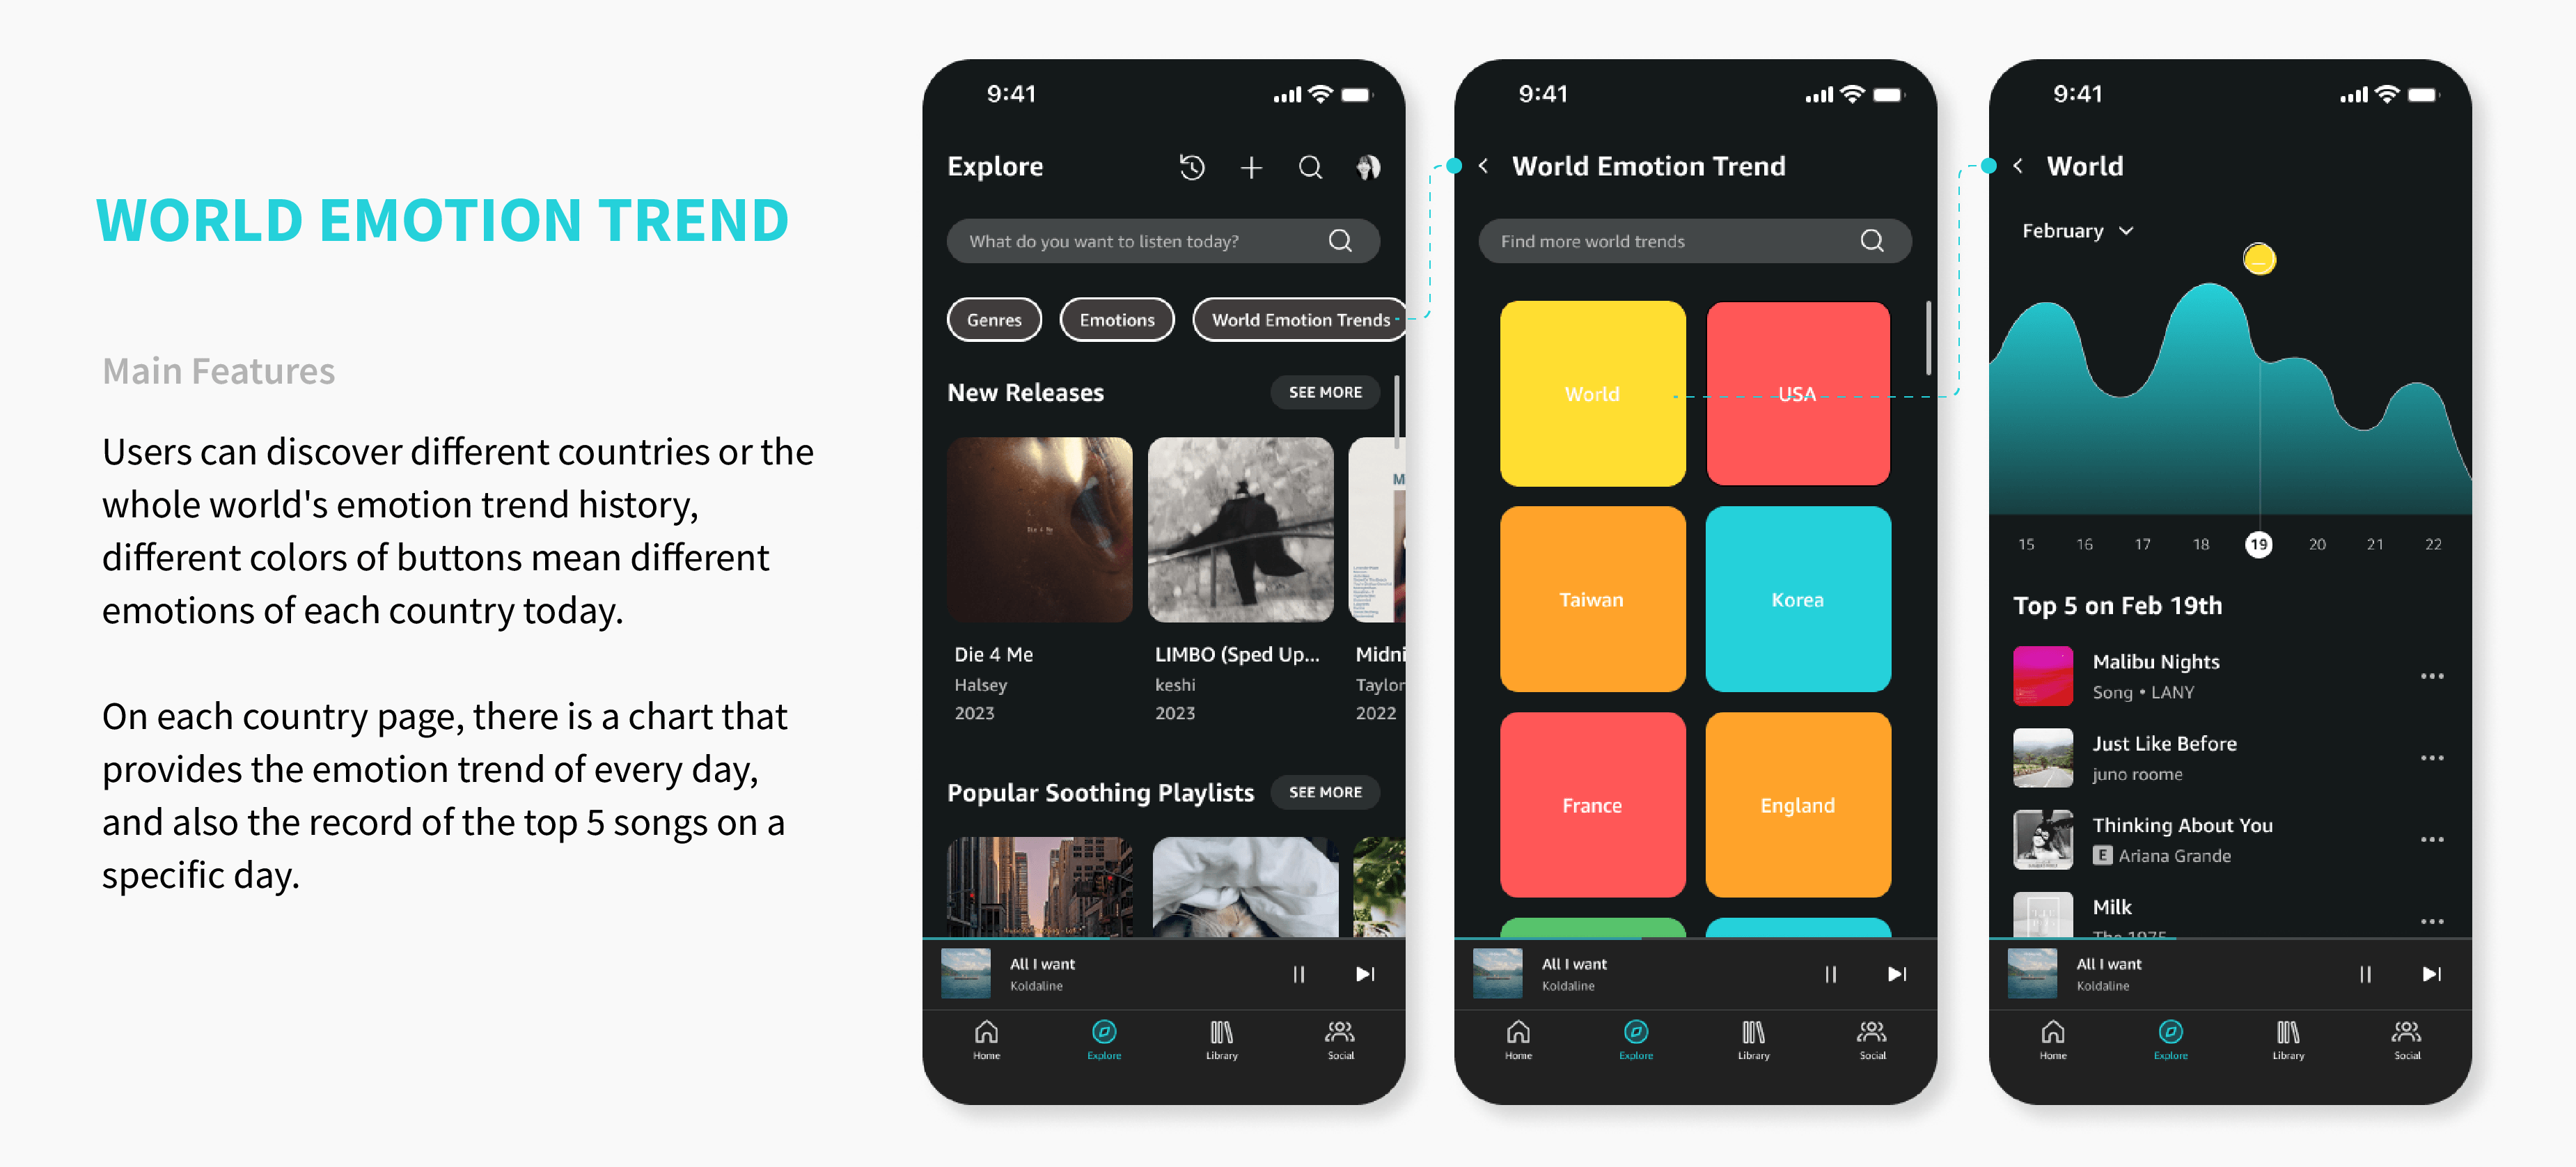 WORLD EMOTION TREND
Main Features
Users can discover different countries or the
whole world's emotion trend history,
different colors of buttons mean different
emotions of each country today.
On each country page, there is a chart that
provides the emotion trend of every day,
and also the record of the top 5 songs on a
specific day.
9:41
Explore
What do you want to listen today?
Genres
Emotions
World Emotion Trends
New Releases
SEE MORE
Die 4 Me
M
Die 4 Me
Halsey
2023
LIMBO (Sped Up...
keshi
2023
Midni
Taylor
2022
Popular Soothing Playlists
SEE MORE
All I want
Koldaline
Home
Explore
Library
Social
9:41
World Emotion Trend
Find more world trends
World
USA
Taiwan
Korea
France
England
All I want
Koldaline
Home
Explore
Library
Social
9:41
World
February
15 16 17 18 19 20 21 22
Top 5 on Feb 19th
Malibu Nights
Song • LANY
Just Like Before
juno roome
Thinking About You
E Ariana Grande
Milk
The 1975
All I want
Koldaline
Home
Explore
Library
Social